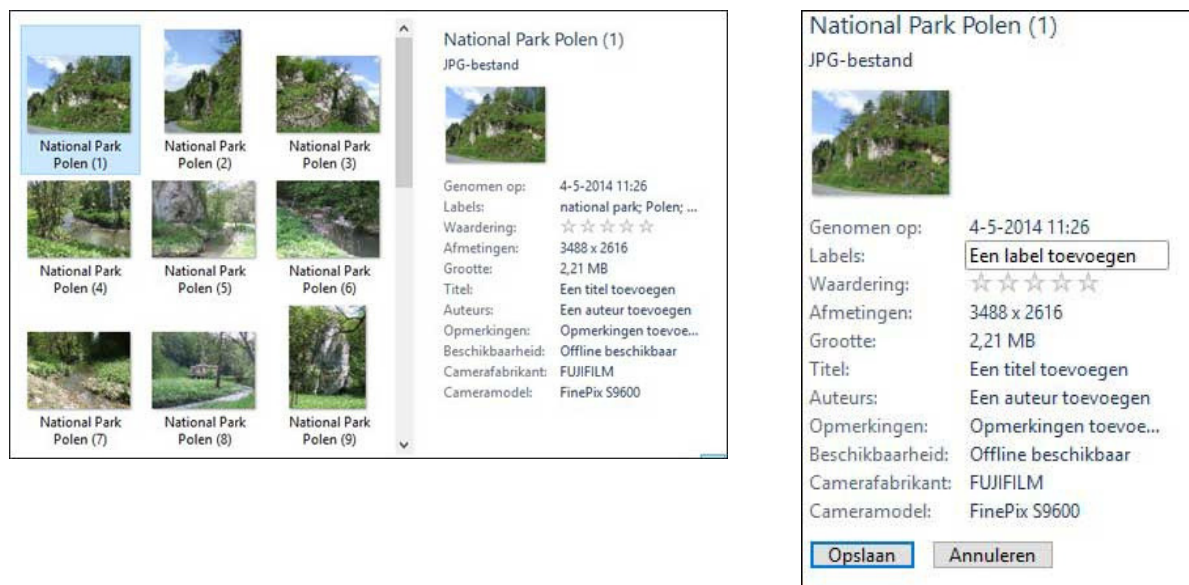 National Park
Polen (1)
National Park
Polen (2)
National Park
Polen (3)
National Park
Polen (4)
National Park
Polen (5)
National Park
Polen (6)
National Park
Polen (7)
National Park
Polen (8)
National Park
Polen (9)
National Park Polen (1)
JPG-bestand
Genomen op: 4-5-2014 11:26
Labels: national park; Polen; ...
Waardering:
Afmetingen: 3488 x 2616
Grootte: 2,21 MB
Titel: Een titel toevoegen
Auteurs: Een auteur toevoegen
Opmerkingen: Opmerkingen toevoe...
Beschikbaarheid: Offline beschikbaar
Camerafabrikant: FUJIFILM
Cameramodel: FinePix S9600
National Park Polen (1)
JPG-bestand
Genomen op: 4-5-2014 11:26
Labels: Een label toevoegen
Waardering:
Afmetingen: 3488 x 2616
Grootte: 2,21 MB
Titel: Een titel toevoegen
Auteurs: Een auteur toevoegen
Opmerkingen: Opmerkingen toevoe...
Beschikbaarheid: Offline beschikbaar
Camerafabrikant: FUJIFILM
Cameramodel: FinePix S9600
Opslaan Annuleren